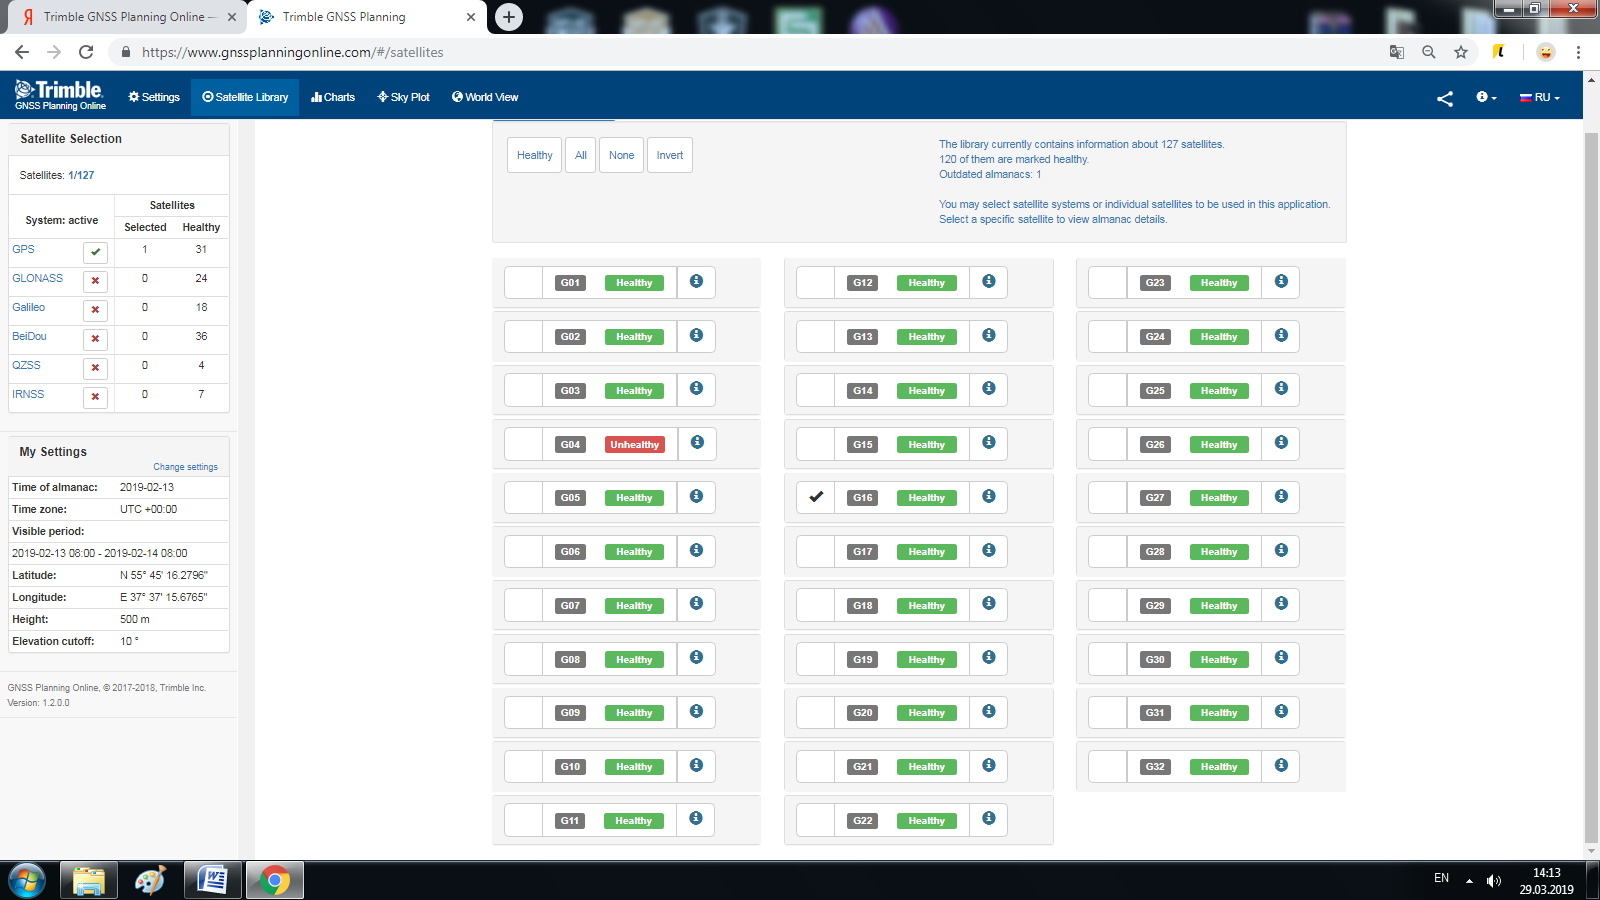 Trimble GNSS Planning Online —
Trimble GNSS Planning
https://www.gnssplanningonline.com/#/satellites
Trimble.
GNSS Planning Online
Settings
Satellite Library
Charts
Sky Plot
World View
RU
Satellite Selection
Satellites: 1/127
System: active
Satellites
Selected Healthy
GPS 1 31
GLONASS 0 24
Galileo 0 18
BeiDou 0 36
QZSS 0 4
IRNSS 0 7
My Settings
Change settings
Time of almanac: 2019-02-13
Time zone: UTC +00:00
Visible period:
2019-02-13 08:00 - 2019-02-14 08:00
Latitude: N 55° 45' 16.2796"
Longitude: E 37° 37' 15.6765"
Height: 500 m
Elevation cutoff: 10 °
GNSS Planning Online, © 2017-2018, Trimble Inc.
Version: 1.2.0.0
Healthy All None Invert
The library currently contains information about 127 satellites.
120 of them are marked healthy.
Outdated almanacs: 1
You may select satellite systems or individual satellites to be used in this application.
Select a specific satellite to view almanac details.
G01 Healthy
G02 Healthy
G03 Healthy
G04 Unhealthy
G05 Healthy
G06 Healthy
G07 Healthy
G08 Healthy
G09 Healthy
G10 Healthy
G11 Healthy
G12 Healthy
G13 Healthy
G14 Healthy
G15 Healthy
G16 Healthy
G17 Healthy
G18 Healthy
G19 Healthy
G20 Healthy
G21 Healthy
G22 Healthy
G23 Healthy
G24 Healthy
G25 Healthy
G26 Healthy
G27 Healthy
G28 Healthy
G29 Healthy
G30 Healthy
G31 Healthy
G32 Healthy
EN
14:13
29.03.2019